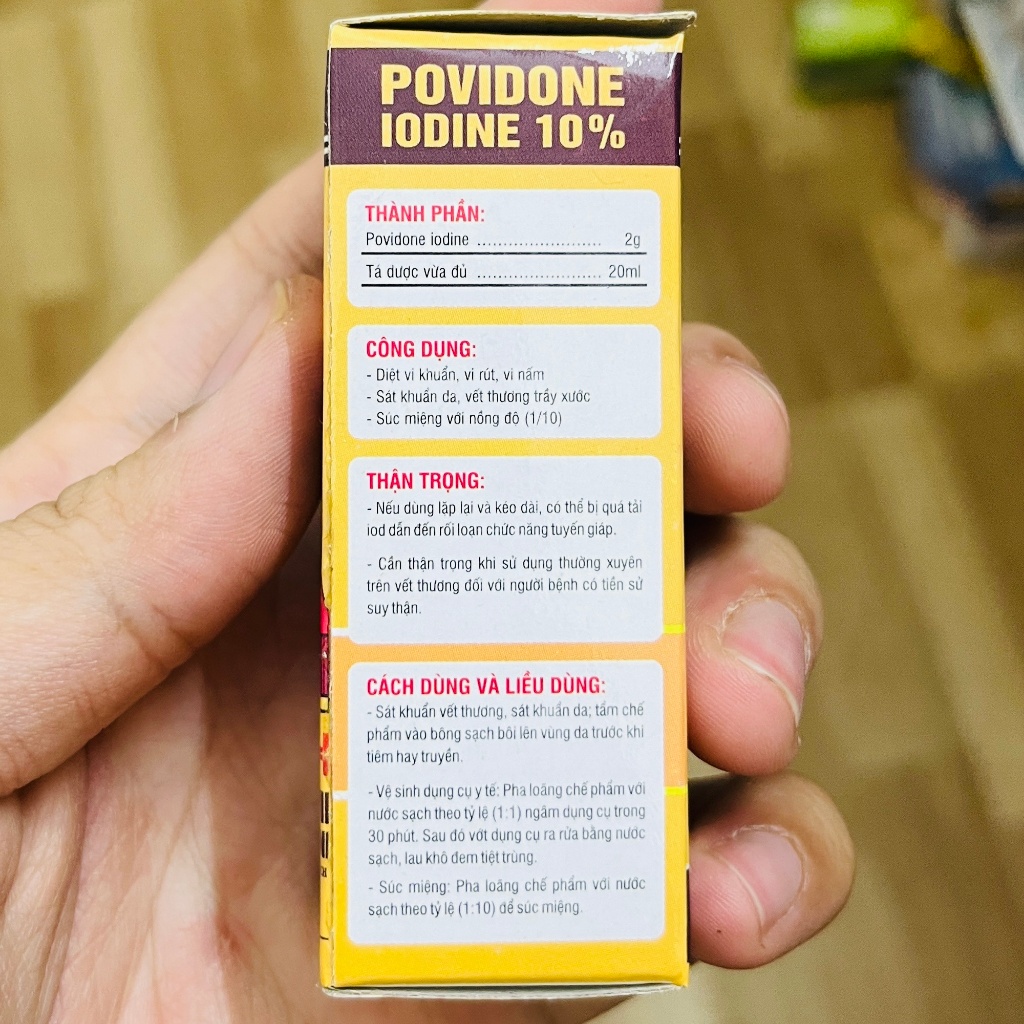 POVIDONE
IODINE 10%
THÀNH PHẦN:
Povidone iodine ........................ 2g
Tá dược vừa đủ ........................ 20ml
CÔNG DỤNG:
- Diệt vi khuẩn, vi rút, vi nấm
- Sát khuẩn da, vết thương trầy xước
- Súc miệng với nồng độ (1/10)
THẬN TRỌNG:
- Nếu dùng lặp lại và kéo dài, có thể bị quá tải
iod dẫn đến rối loạn chức năng tuyến giáp.
- Cần thận trong khi sử dụng thường xuyên
trên vết thương đối với người bệnh có tiền sử
suy thận.
CÁCH DÙNG VÀ LIỀU DÙNG:
- Sát khuẩn vết thương, sát khuẩn da; tẩm chế
phẩm vào bông sạch bôi lên vùng da trước khi
tiêm hay truyền.
- Vệ sinh dụng cụ y tế: Pha loãng chế phẩm với
nước sạch theo tỷ lệ (1:1) ngâm dụng cụ trong
30 phút. Sau đó vớt dụng cụ ra rửa bằng nước
sạch, lau khô đem tiệt trùng.
- Súc miệng: Pha loãng chế phẩm với nước
sạch theo tỷ lệ (1:10) để súc miệng.